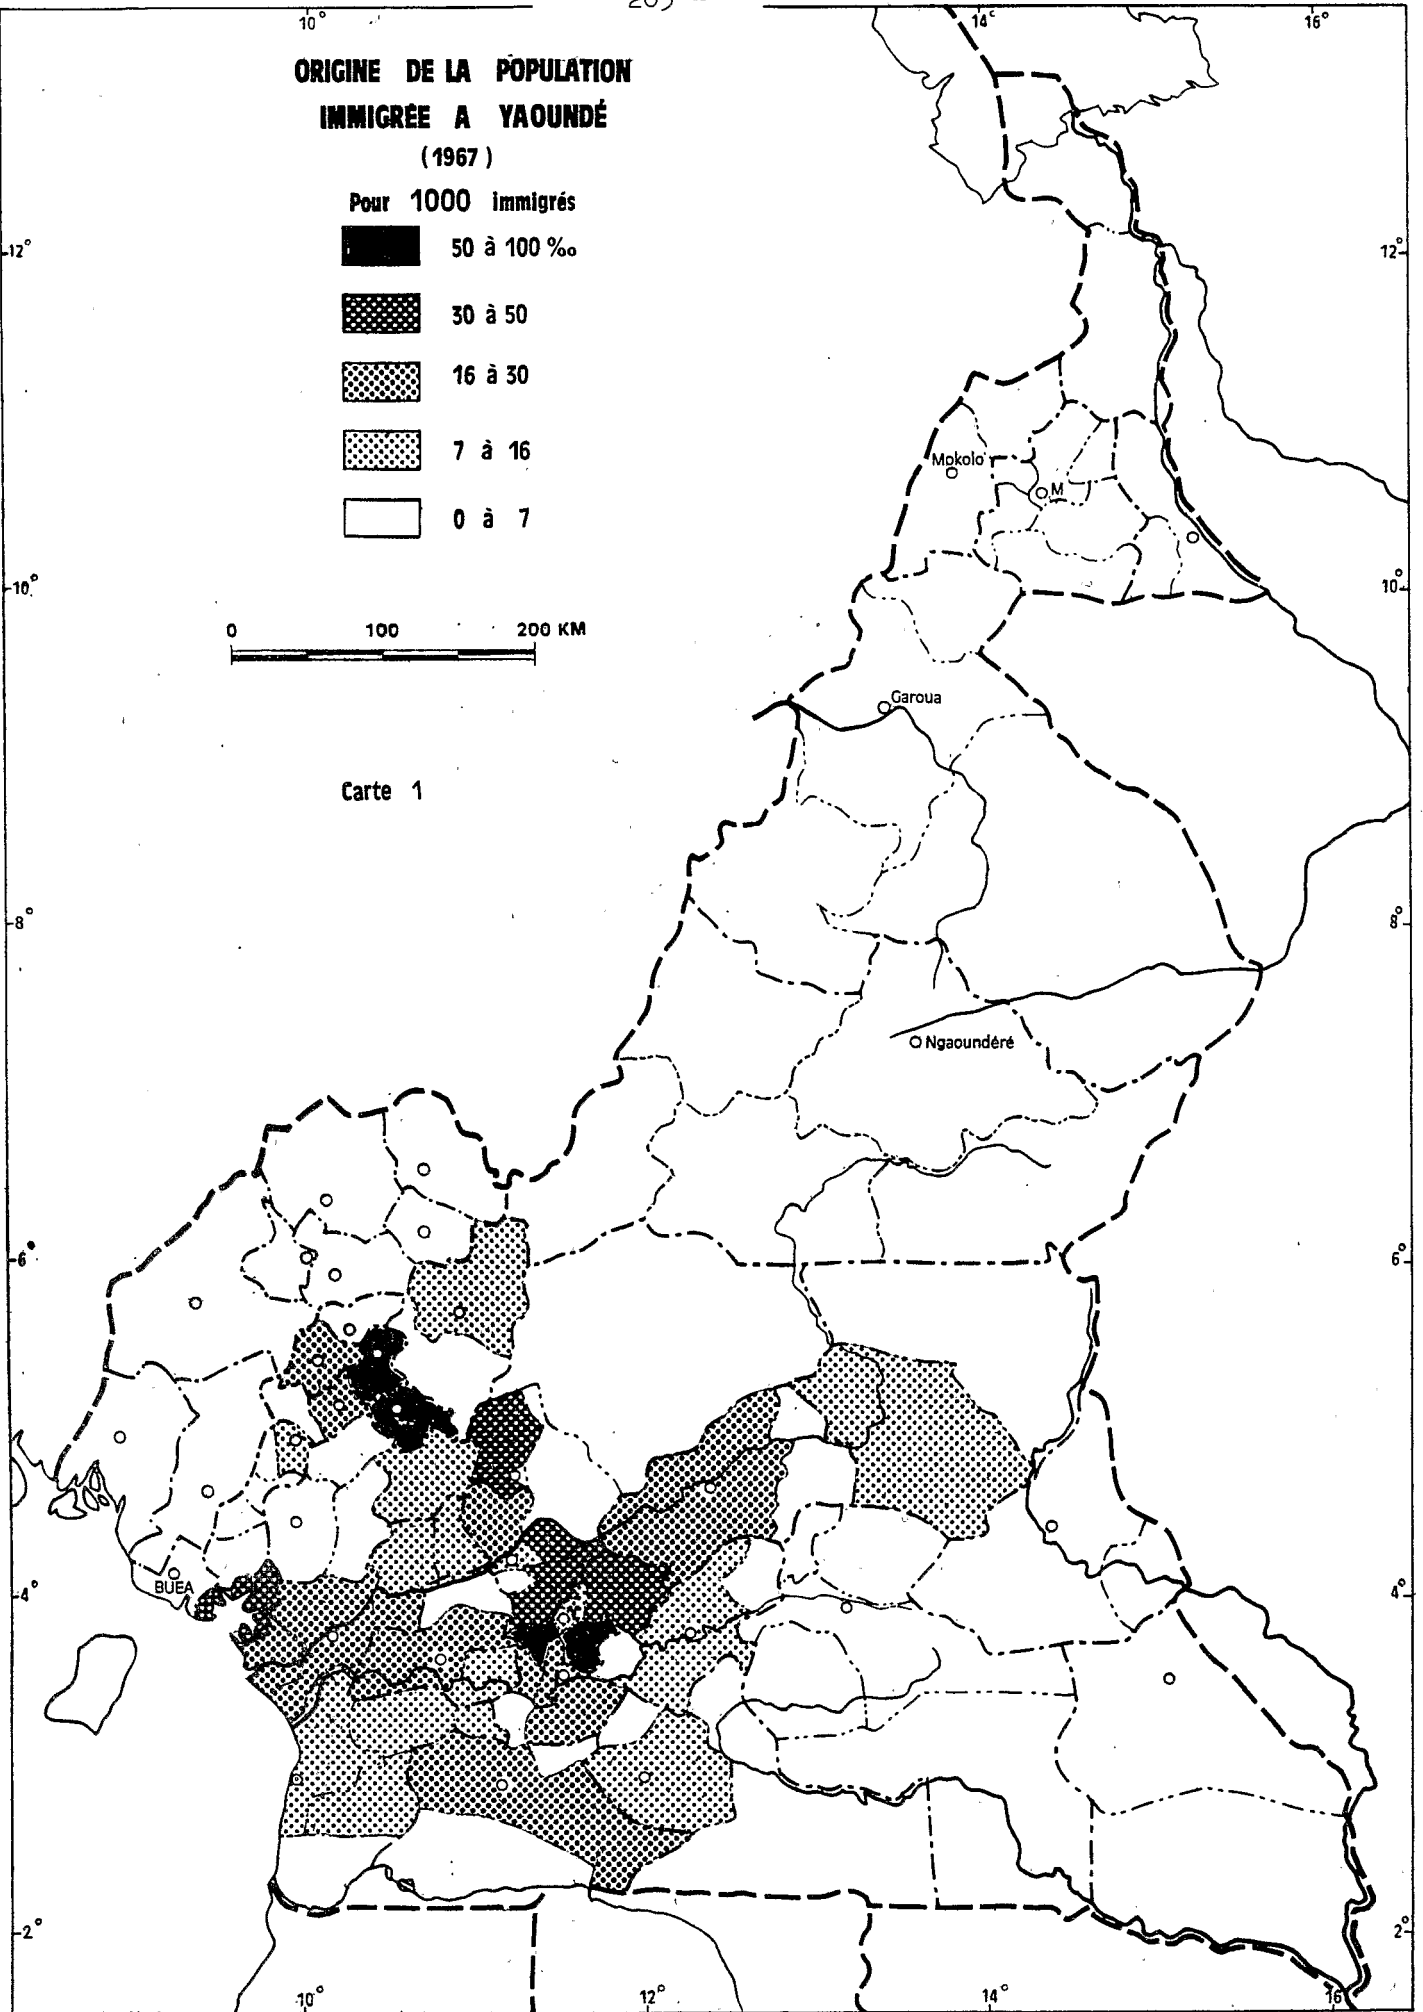 10°
14°
16°
ORIGINE DE LA POPULATION
IMMIGRÉE A YAOUNDÉ
(1967)
Pour 1000 immigrés
50 à 100 ‰
30 à 50
16 à 30
7 à 16
0 à 7
12°
12°
Mokolo
M
10°
10°
0 100 200 KM
Garoua
Carte 1
8°
8°
Ngaoundéré
6°
6°
BUEA
4°
4°
2°
2°
10°
12°
14°
16°